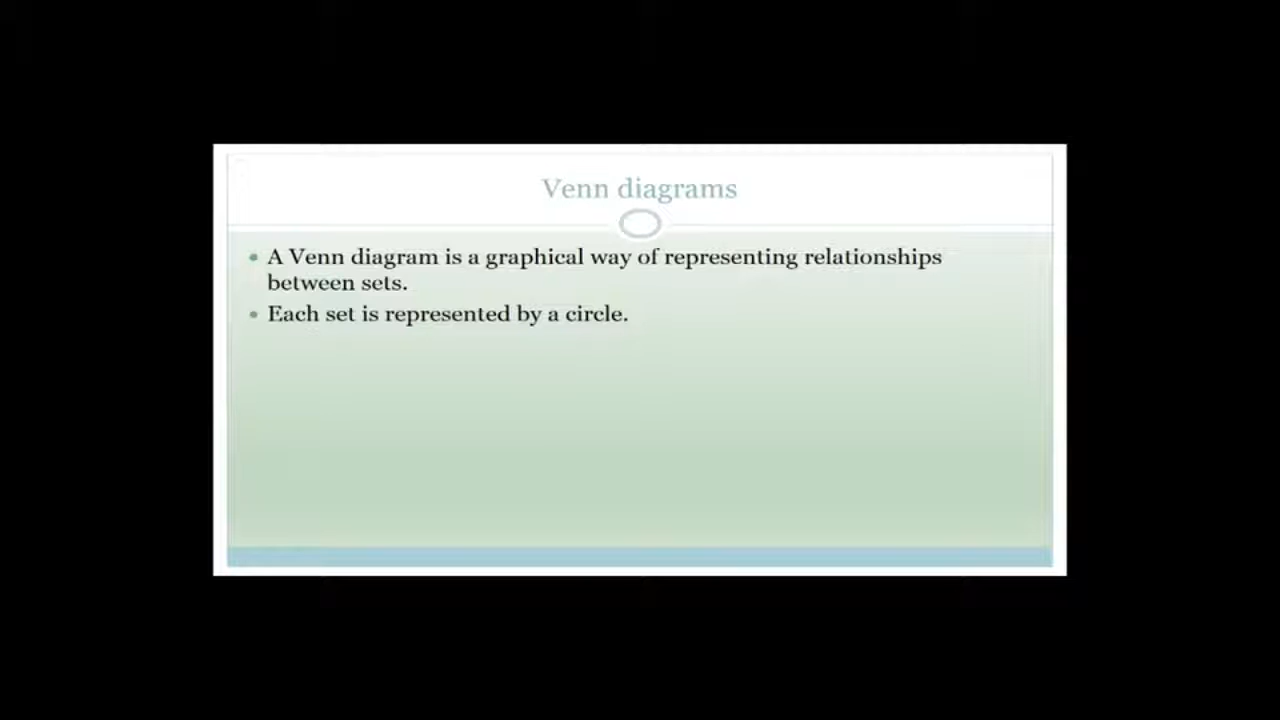 Venn diagrams
• A Venn diagram is a graphical way of representing relationships
between sets.
• Each set is represented by a circle.